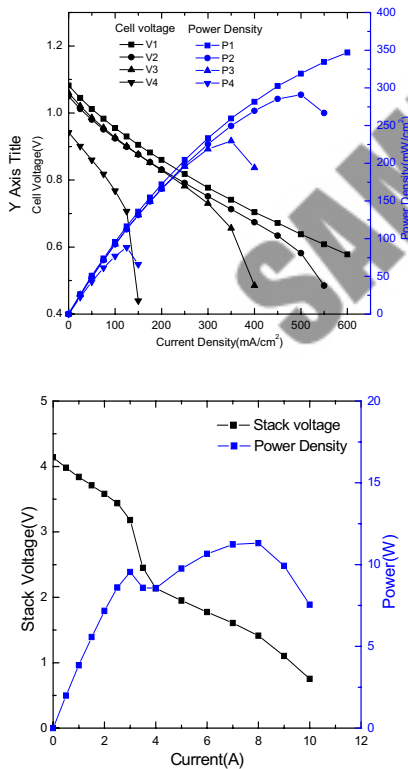 Cell voltage Power Density
V1 P1
V2 P2
V3 P3
V4 P4
Y Axis Title
Cell Voltage(V)
1.2
1.0
0.8
0.6
0.4
400
350
300
250
200
150
100
50
0
Power Density(mW/cm²)
0 100 200 300 400 500 600
Current Density(mA/cm²)
Stack voltage
Power Density
Stack Voltage(V)
5
4
3
2
1
0
20
15
10
5
0
Power(W)
0 2 4 6 8 10 12
Current(A)